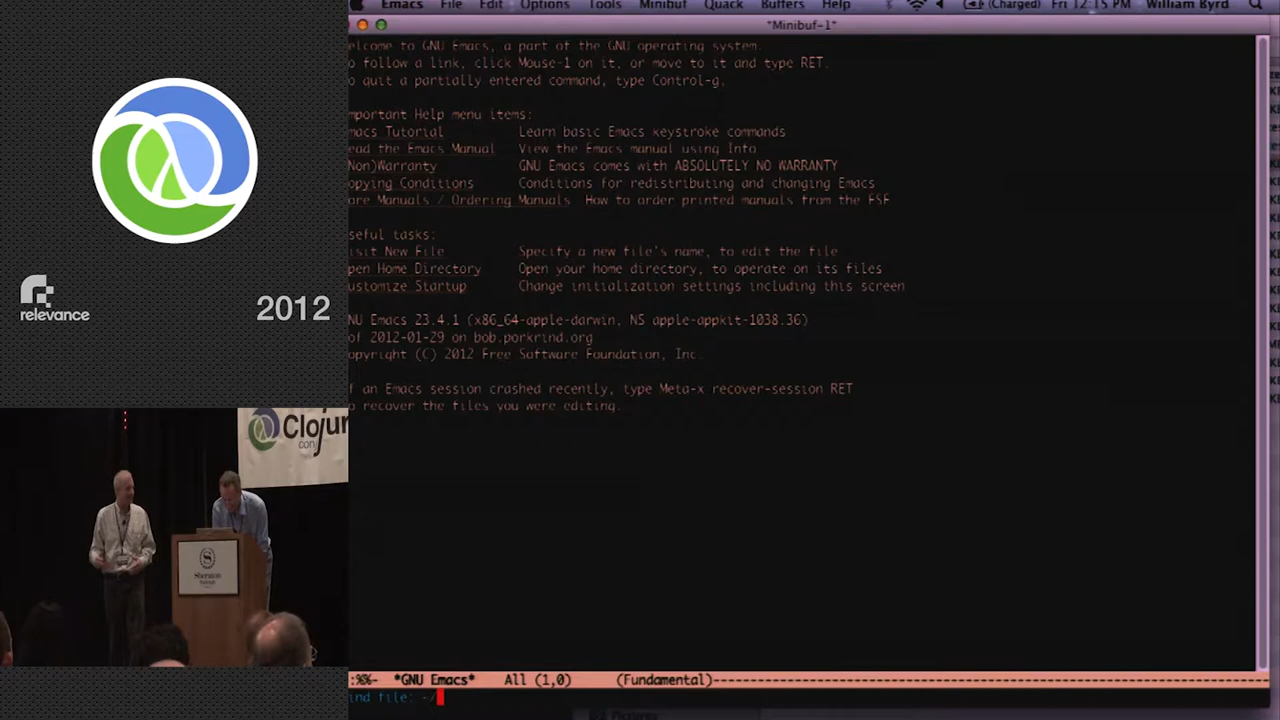 Emacs File Edit Options Tools Minibuf Quack Buffers Help (Charged) Fri 12:15 PM William Byrd
*Minibuf-1*
elcome to GNU Emacs, a part of the GNU operating system.
o follow a link, click Mouse-1 on it, or move to it and type RET.
o quit a partially entered command, type Control-g.
mportant Help menu items:
macs Tutorial Learn basic Emacs keystroke commands
ead the Emacs Manual View the Emacs manual using Info
Non)Warranty GNU Emacs comes with ABSOLUTELY NO WARRANTY
opying Conditions Conditions for redistributing and changing Emacs
are Manuals / Ordering Manuals How to order printed manuals from the FSF
seful tasks:
isit New File Specify a new file's name, to edit the file
pen Home Directory Open your home directory, to operate on its files
ustomize Startup Change initialization settings including this screen
NU Emacs 23.4.1 (x86_64-apple-darwin, NS apple-appkit-1038.36)
of 2012-01-29 on bob.porkrind.org
opyright (C) 2012 Free Software Foundation, Inc.
f an Emacs session crashed recently, type Meta-x recover-session RET
o recover the files you were editing.
:%%- *GNU Emacs* All (1,0) (Fundamental)
ind file: ~/
relevance
2012
Clojur
conj
Sheraton